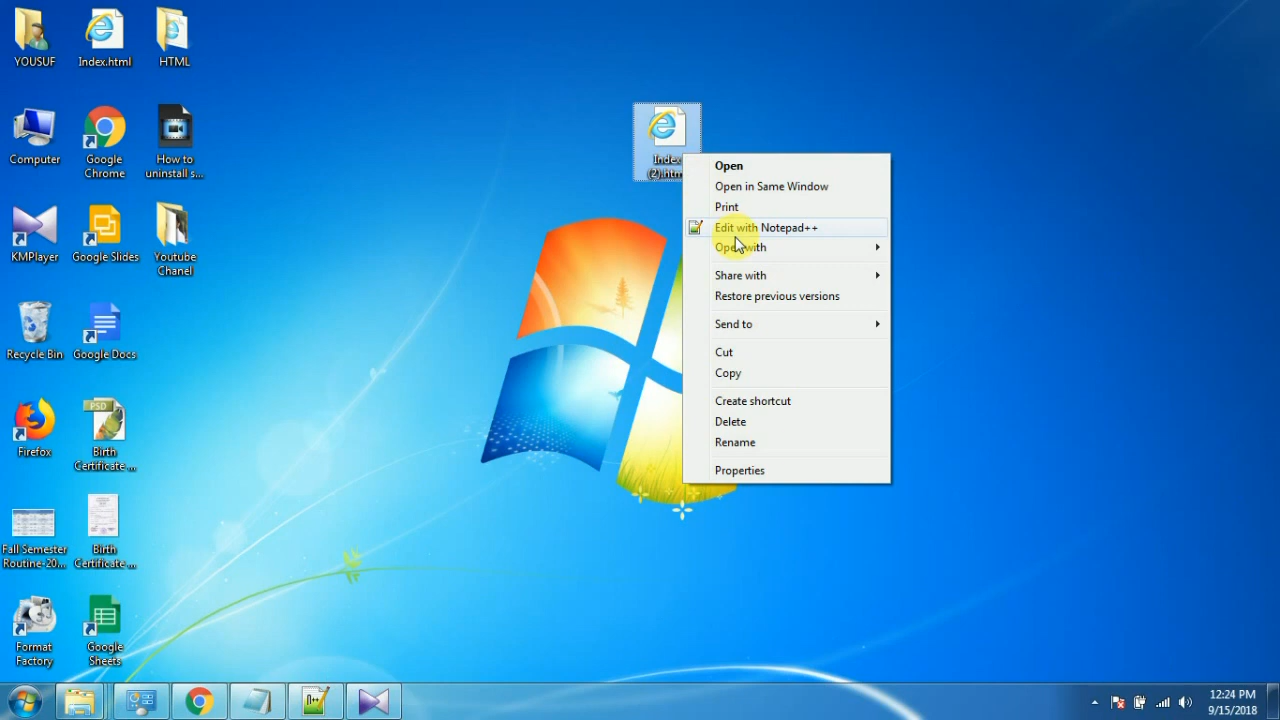 YOUSUF
Index.html
HTML
Computer
Google
Chrome
How to
uninstall s...
KMPlayer
Google Slides
Youtube
Chanel
Recycle Bin
Google Docs
Firefox
PSD
Birth
Certificate ...
Fall Semester
Routine-20...
Birth
Certificate ...
Format
Factory
Google
Sheets
Index
(2).htm
Open
Open in Same Window
Print
Edit with Notepad++
Open with
Share with
Restore previous versions
Send to
Cut
Copy
Create shortcut
Delete
Rename
Properties
12:24 PM
9/15/2018